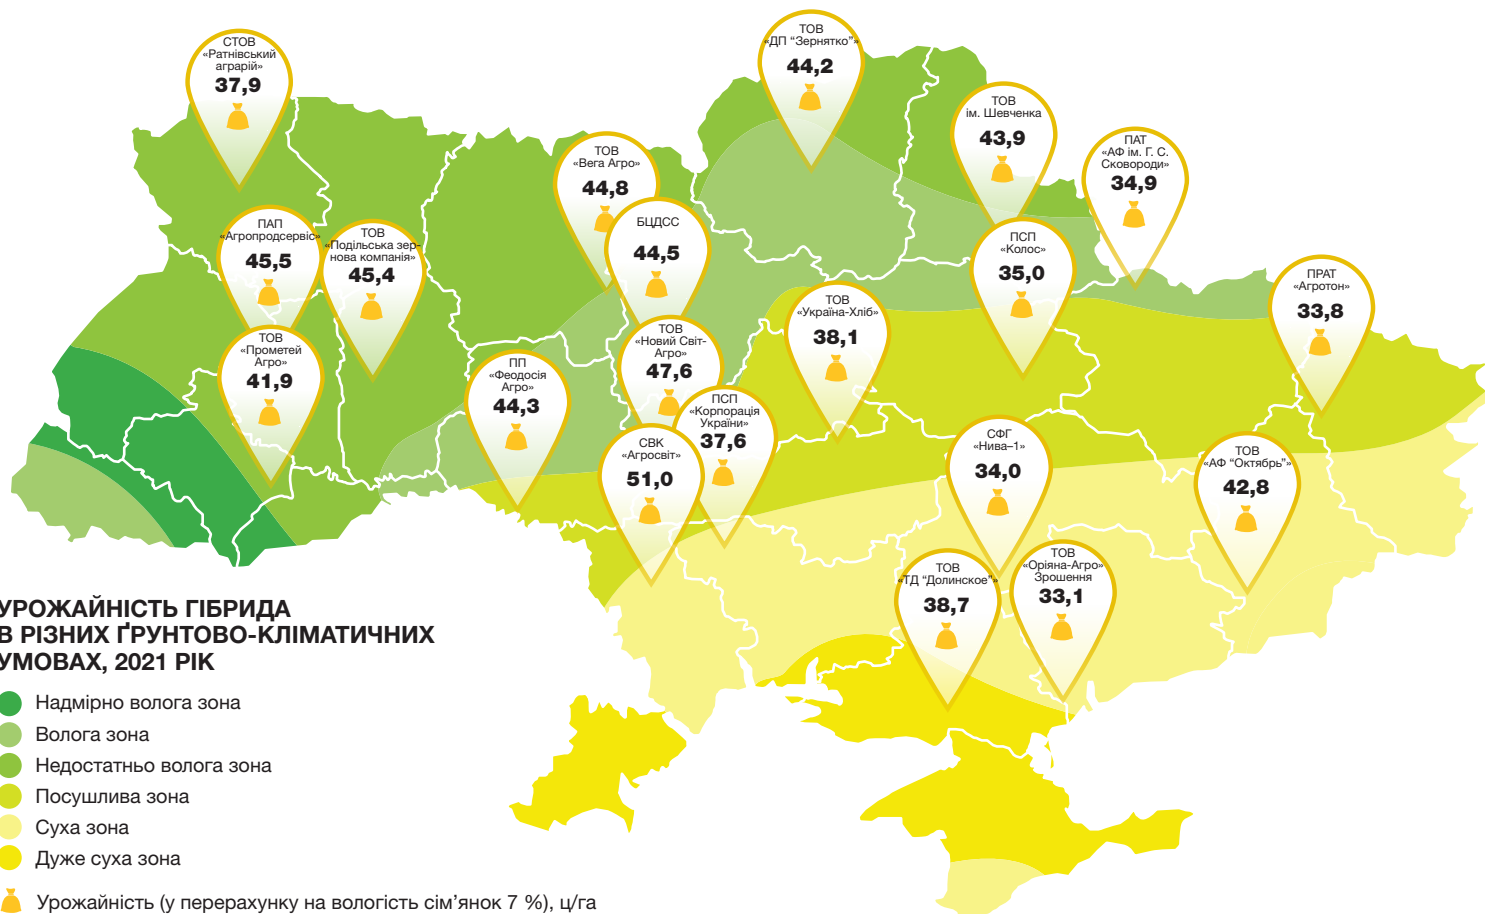 СТОВ
«Ратнівський
аграрій»
37,9
ТОВ
«ДП “Зернятко”»
44,2
ТОВ
ім. Шевченка
43,9
ПАТ
«АФ ім. Г. С.
Сковороди»
34,9
ТОВ
«Вега Агро»
44,8
БЦДСС
44,5
ПАП
«Агропродсервіс»
45,5
ТОВ
«Подільська зер-
нова компанія»
45,4
ПСП
«Колос»
35,0
ПРАТ
«Агротон»
33,8
ТОВ
«Україна-Хліб»
38,1
ТОВ
«Прометей
Агро»
41,9
ПП
«Феодосія
Агро»
44,3
ТОВ
«Новий Світ-
Агро»
47,6
ПСП
«Корпорація
України»
37,6
СВК
«Агросвіт»
51,0
СФГ
«Нива–1»
34,0
ТОВ
«АФ “Октябрь”»
42,8
ТОВ
«ТД “Долинское”»
38,7
ТОВ
«Оріяна-Агро»
Зрошення
33,1
УРОЖАЙНІСТЬ ГІБРИДА
В РІЗНИХ ҐРУНТОВО-КЛІМАТИЧНИХ
УМОВАХ, 2021 РІК
Надмірно волога зона
Волога зона
Недостатньо волога зона
Посушлива зона
Суха зона
Дуже суха зона
Урожайність (у перерахунку на вологість сім’янок 7 %), ц/га